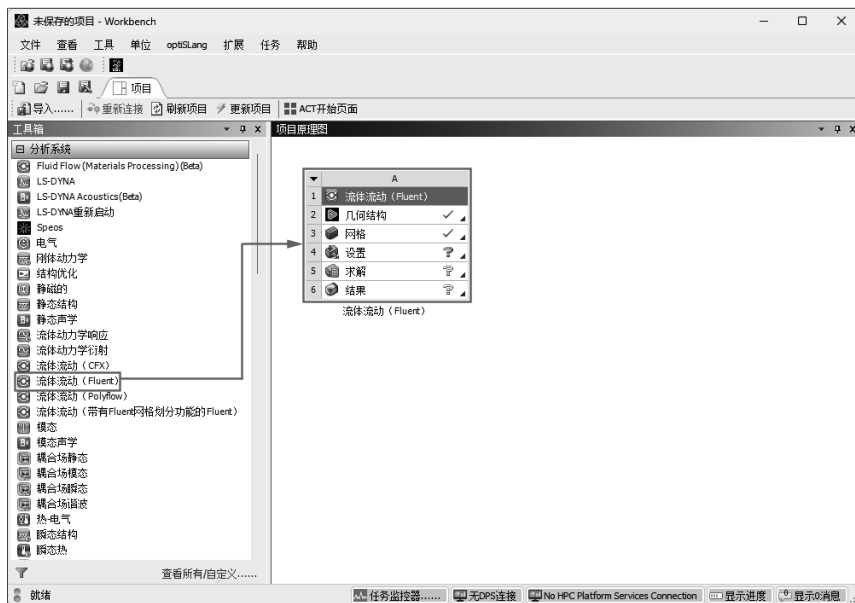 未保存的项目 - Workbench
文件 查看 工具 单位 optiSLang 扩展 任务 帮助
项目
导入...... 重新连接 刷新项目 更新项目 ACT开始页面
工具箱
分析系统
Fluid Flow (Materials Processing) (Beta)
LS-DYNA
LS-DYNA Acoustics(Beta)
LS-DYNA重新启动
Speos
电气
刚体动力学
结构优化
静磁的
静态结构
静态声学
流体动力学响应
流体动力学衍射
流体流动（CFX）
流体流动（Fluent）
流体流动（Polyflow）
流体流动（带有Fluent网格划分功能的Fluent）
模态
模态声学
耦合场静态
耦合场模态
耦合场瞬态
耦合场谐波
热-电气
瞬态结构
瞬态热
查看所有/自定义......
项目原理图
A
1 流体流动（Fluent）
2 几何结构
3 网格
4 设置
5 求解
6 结果
流体流动（Fluent）
就绪
任务监控器...... 无DPS连接 No HPC Platform Services Connection 显示进度 显示0消息